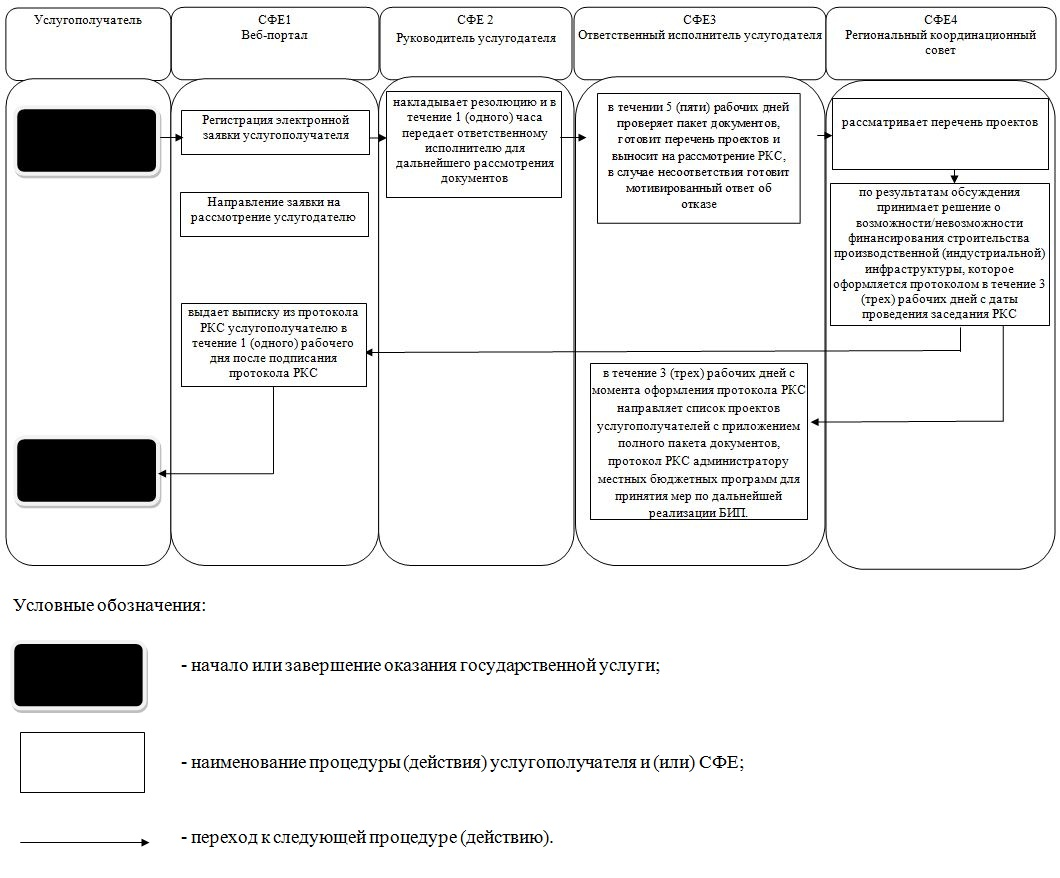 Услугополучатель
СФЕ1
Веб-портал
СФЕ 2
Руководитель услугодателя
СФЕ3
Ответственный исполнитель услугодателя
СФЕ4
Региональный координационный
совет
Регистрация электронной
заявки услугополучателя
Направление заявки на
рассмотрение услугодателю
накладывает резолюцию и в
течение 1 (одного) часа
передает ответственному
исполнителю для
дальнейшего рассмотрения
документов
в течении 5 (пяти) рабочих дней
проверяет пакет документов,
готовит перечень проектов и
выносит на рассмотрение РКС,
в случае несоответствия готовит
мотивированный ответ об
отказе
рассматривает перечень проектов
по результатам обсуждения
принимает решение о
возможности/невозможности
финансирования строительства
производственной (индустриальной)
инфраструктуры, которое
оформляется протоколом в течение 3
(трех) рабочих дней с даты
проведения заседания РКС
выдает выписку из протокола
РКС услугополучателю в
течение 1 (одного) рабочего
дня после подписания
протокола РКС
в течение 3 (трех) рабочих дней с
момента оформления протокола РКС
направляет список проектов
услугополучателей с приложением
полного пакета документов,
протокол РКС администратору
местных бюджетных программ для
принятия мер по дальнейшей
реализации БИП.
Условные обозначения:
- начало или завершение оказания государственной услуги;
- наименование процедуры (действия) услугополучателя и (или) СФЕ;
- переход к следующей процедуре (действию).